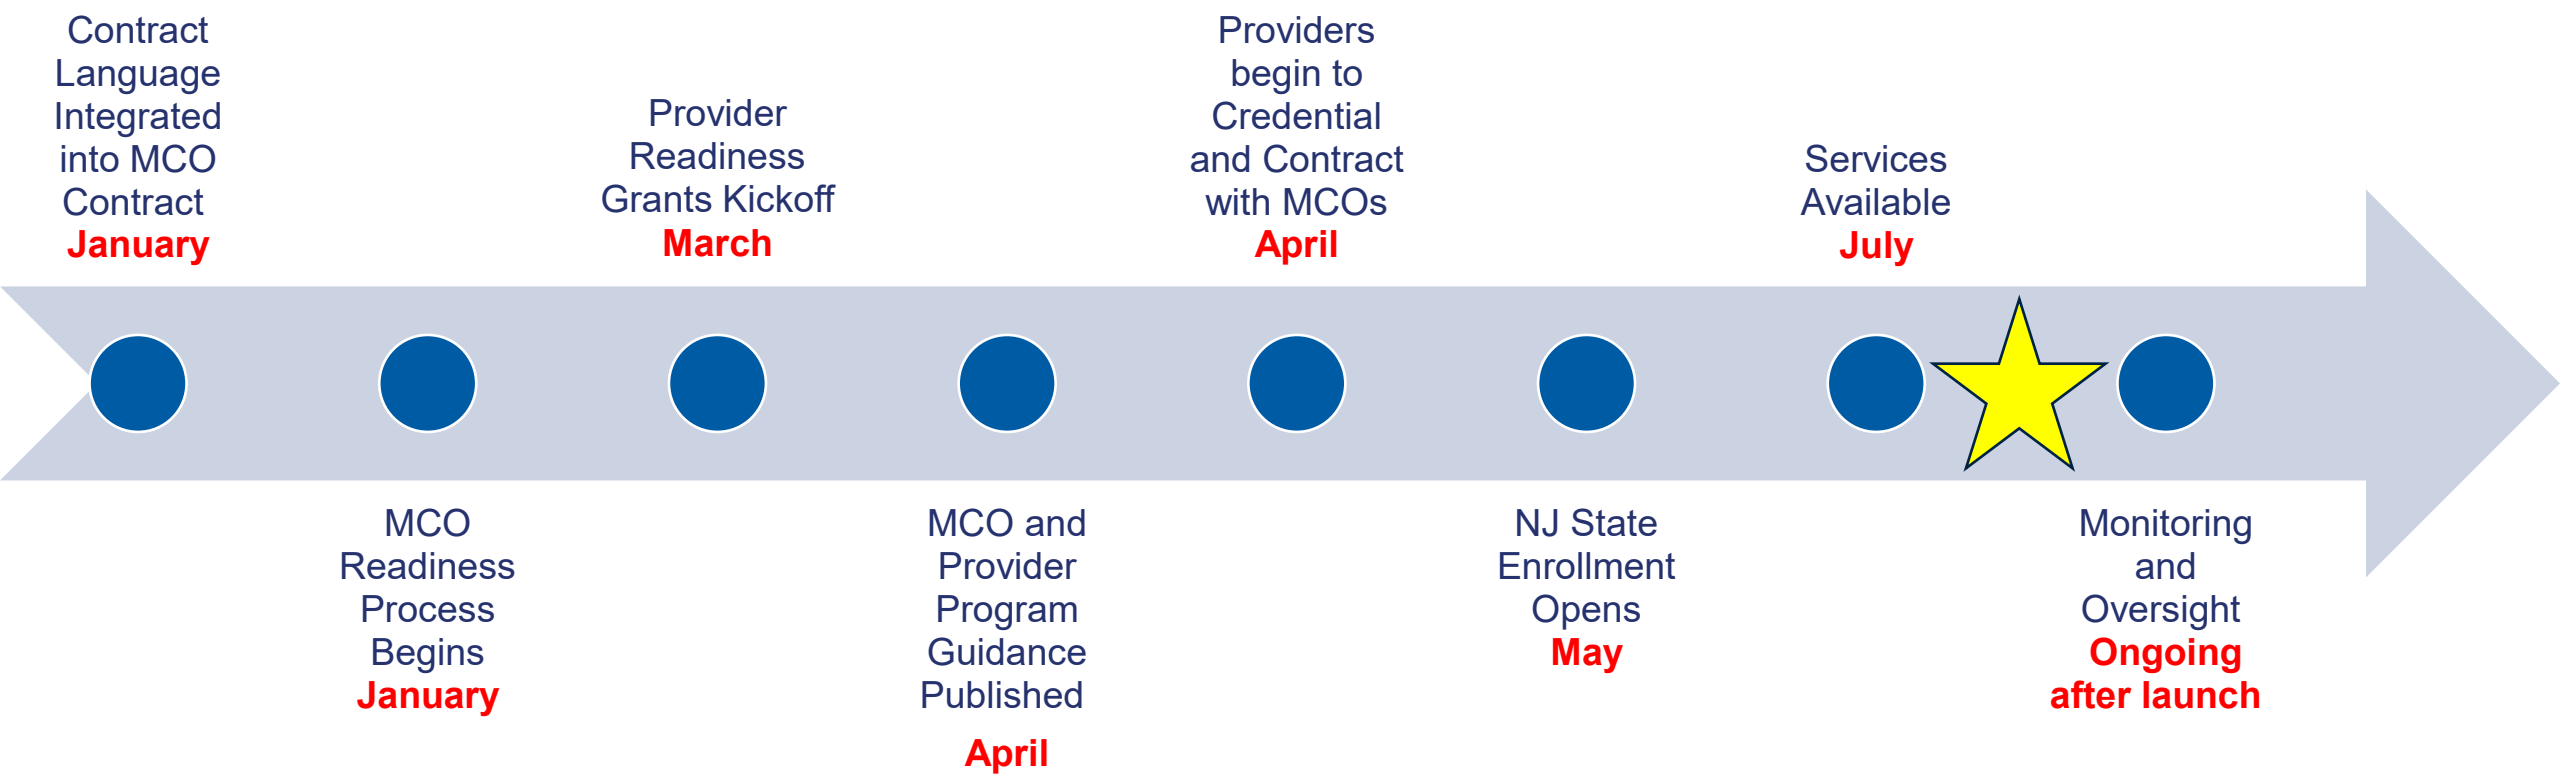 Contract
Language
Integrated
into MCO
Contract
January
MCO
Readiness
Process
Begins
January
Provider
Readiness
Grants Kickoff
March
MCO and
Provider
Program
Guidance
Published
April
Providers
begin to
Credential
and Contract
with MCOs
April
NJ State
Enrollment
Opens
May
Services
Available
July
Monitoring
and
Oversight
Ongoing
after launch